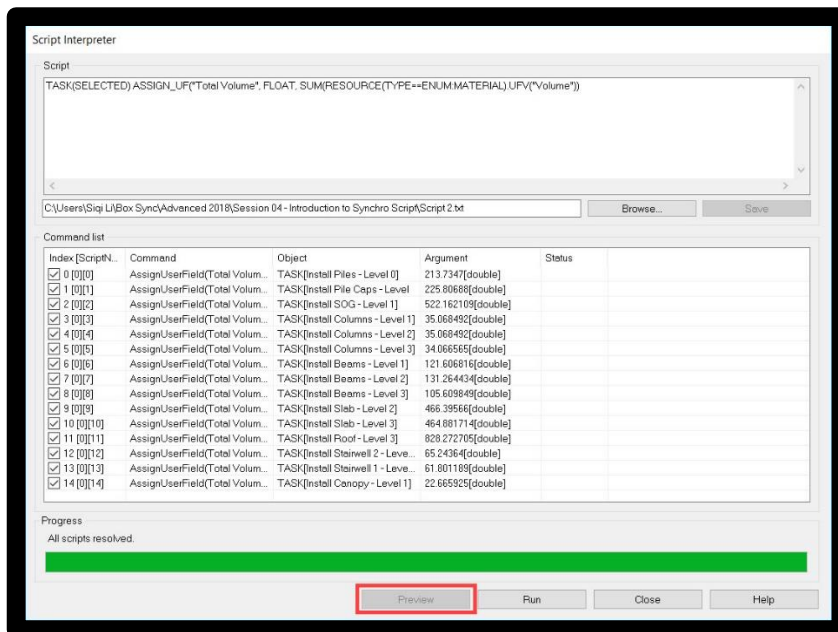 Script Interpreter
Script
TASK(SELECTED) ASSIGN_UF("Total Volume", FLOAT, SUM(RESOURCE(TYPE==ENUM:MATERIAL).UFV("Volume"))
C:\Users\Siqi Li\Box Sync\Advanced 2018\Session 04 - Introduction to Synchro Script\Script 2.txt Browse... Save
Command list
Index [ScriptN... Command Object Argument Status
0 [0][0] AssignUserField(Total Volum... TASK[Install Piles - Level 0] 213.7347[double]
1 [0][1] AssignUserField(Total Volum... TASK[Install Pile Caps - Level 225.80688[double]
2 [0][2] AssignUserField(Total Volum... TASK[Install SOG - Level 1] 522.162109[double]
3 [0][3] AssignUserField(Total Volum... TASK[Install Columns - Level 1] 35.068492[double]
4 [0][4] AssignUserField(Total Volum... TASK[Install Columns - Level 2] 35.068492[double]
5 [0][5] AssignUserField(Total Volum... TASK[Install Columns - Level 3] 34.066565[double]
6 [0][6] AssignUserField(Total Volum... TASK[Install Beams - Level 1] 121.606816[double]
7 [0][7] AssignUserField(Total Volum... TASK[Install Beams - Level 2] 131.264434[double]
8 [0][8] AssignUserField(Total Volum... TASK[Install Beams - Level 3] 105.609849[double]
9 [0][9] AssignUserField(Total Volum... TASK[Install Slab - Level 2] 466.39566[double]
10 [0][10] AssignUserField(Total Volum... TASK[Install Slab - Level 3] 464.881714[double]
11 [0][11] AssignUserField(Total Volum... TASK[Install Roof - Level 3] 828.272705[double]
12 [0][12] AssignUserField(Total Volum... TASK[Install Stairwell 2 - Leve... 65.24364[double]
13 [0][13] AssignUserField(Total Volum... TASK[Install Stairwell 1 - Leve... 61.801189[double]
14 [0][14] AssignUserField(Total Volum... TASK[Install Canopy - Level 1] 22.665925[double]
Progress
All scripts resolved.
Preview Run Close Help